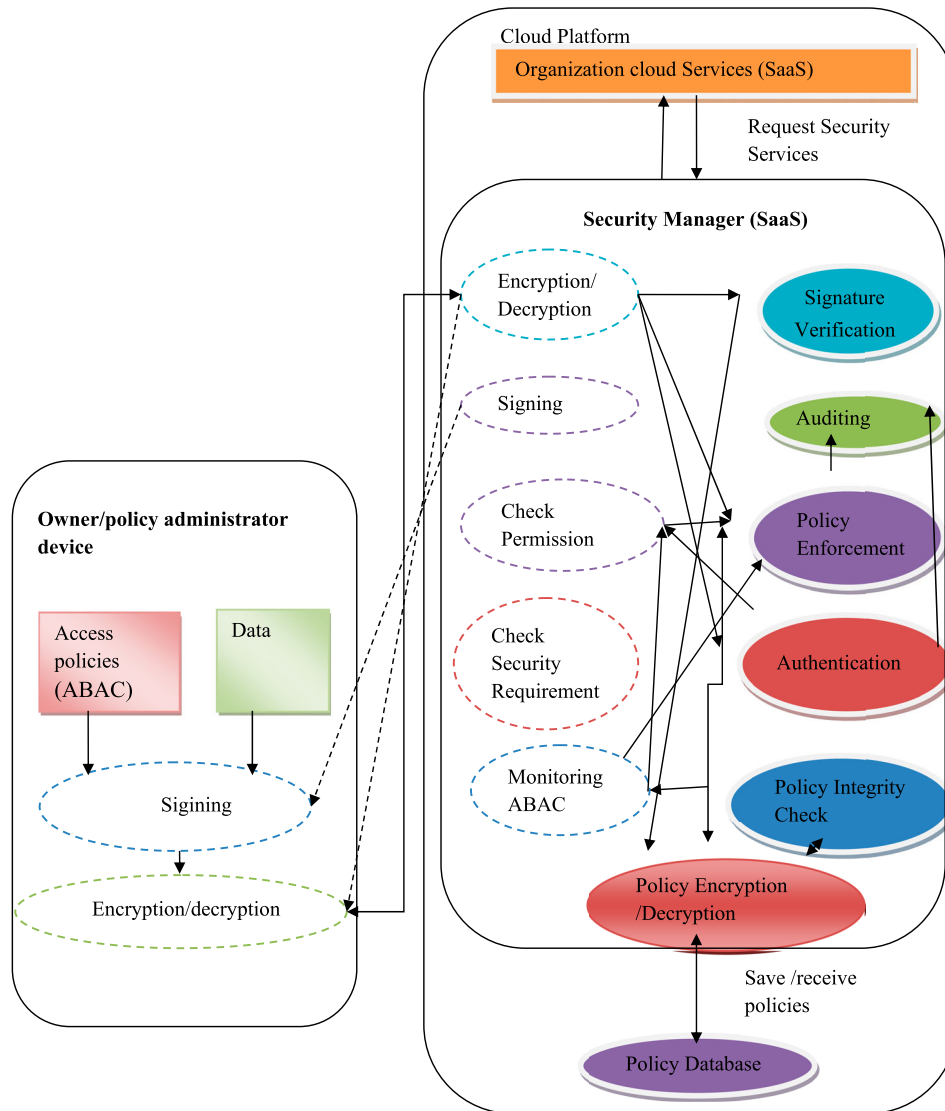 Cloud Platform
Organization cloud Services (SaaS)
Request Security
Services
Security Manager (SaaS)
Encryption/
Decryption
Signature
Verification
Signing
Auditing
Check
Permission
Policy
Enforcement
Check
Security
Requirement
Authentication
Monitoring
ABAC
Policy Integrity
Check
Policy Encryption
/Decryption
Save /receive
policies
Policy Database
Owner/policy administrator
device
Access
policies
(ABAC)
Data
Sigining
Encryption/decryption